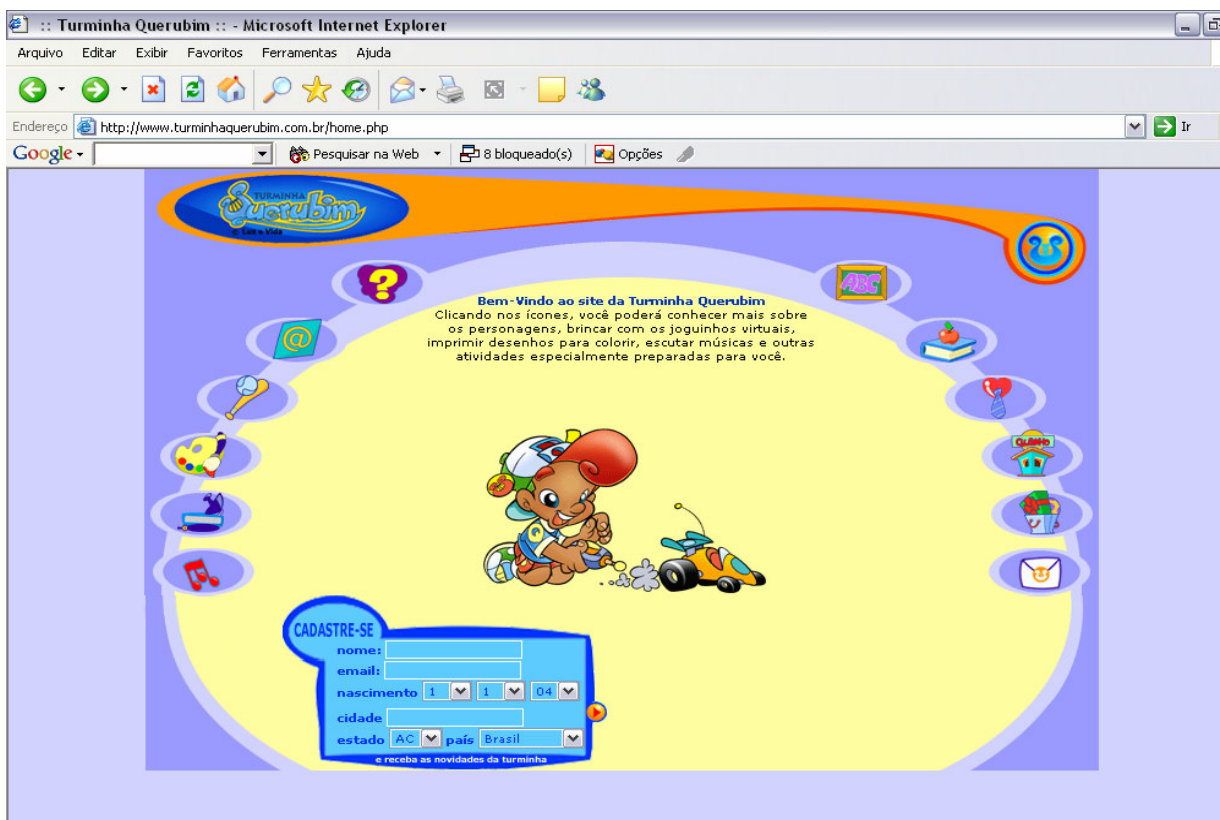 :: Turminha Querubim :: - Microsoft Internet Explorer
Arquivo Editar Exibir Favoritos Ferramentas Ajuda
Endereço http://www.turminhaquerubim.com.br/home.php Ir
Google Pesquisar na Web 8 bloqueado(s) Opções
TURMINHA
Querubim
© Luz e Vida
ABC
Bem-Vindo ao site da Turminha Querubim
Clicando nos ícones, você poderá conhecer mais sobre
os personagens, brincar com os joguinhos virtuais,
imprimir desenhos para colorir, escutar músicas e outras
atividades especialmente preparadas para você.
?
@
CADASTRE-SE
nome:
email:
nascimento 1 1 04
cidade
estado AC país Brasil
e receba as novidades da turminha